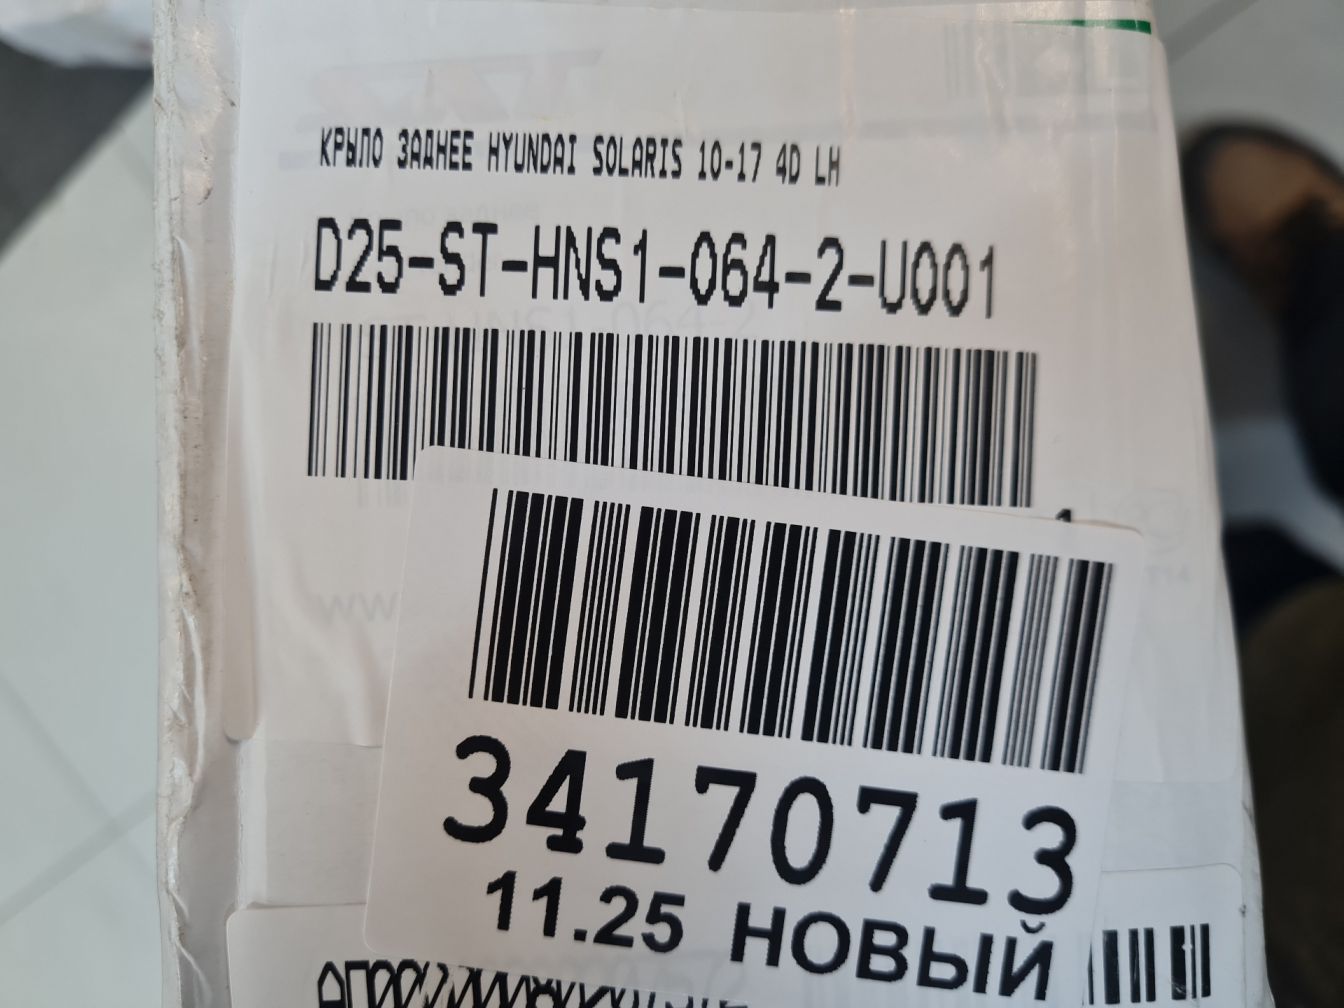 КРЫЛО ЗАДНЕЕ HYUNDAI SOLARIS 10-17 4D LH
D25-ST-HNS1-064-2-U001
34170713
11.25 НОВЫЙ